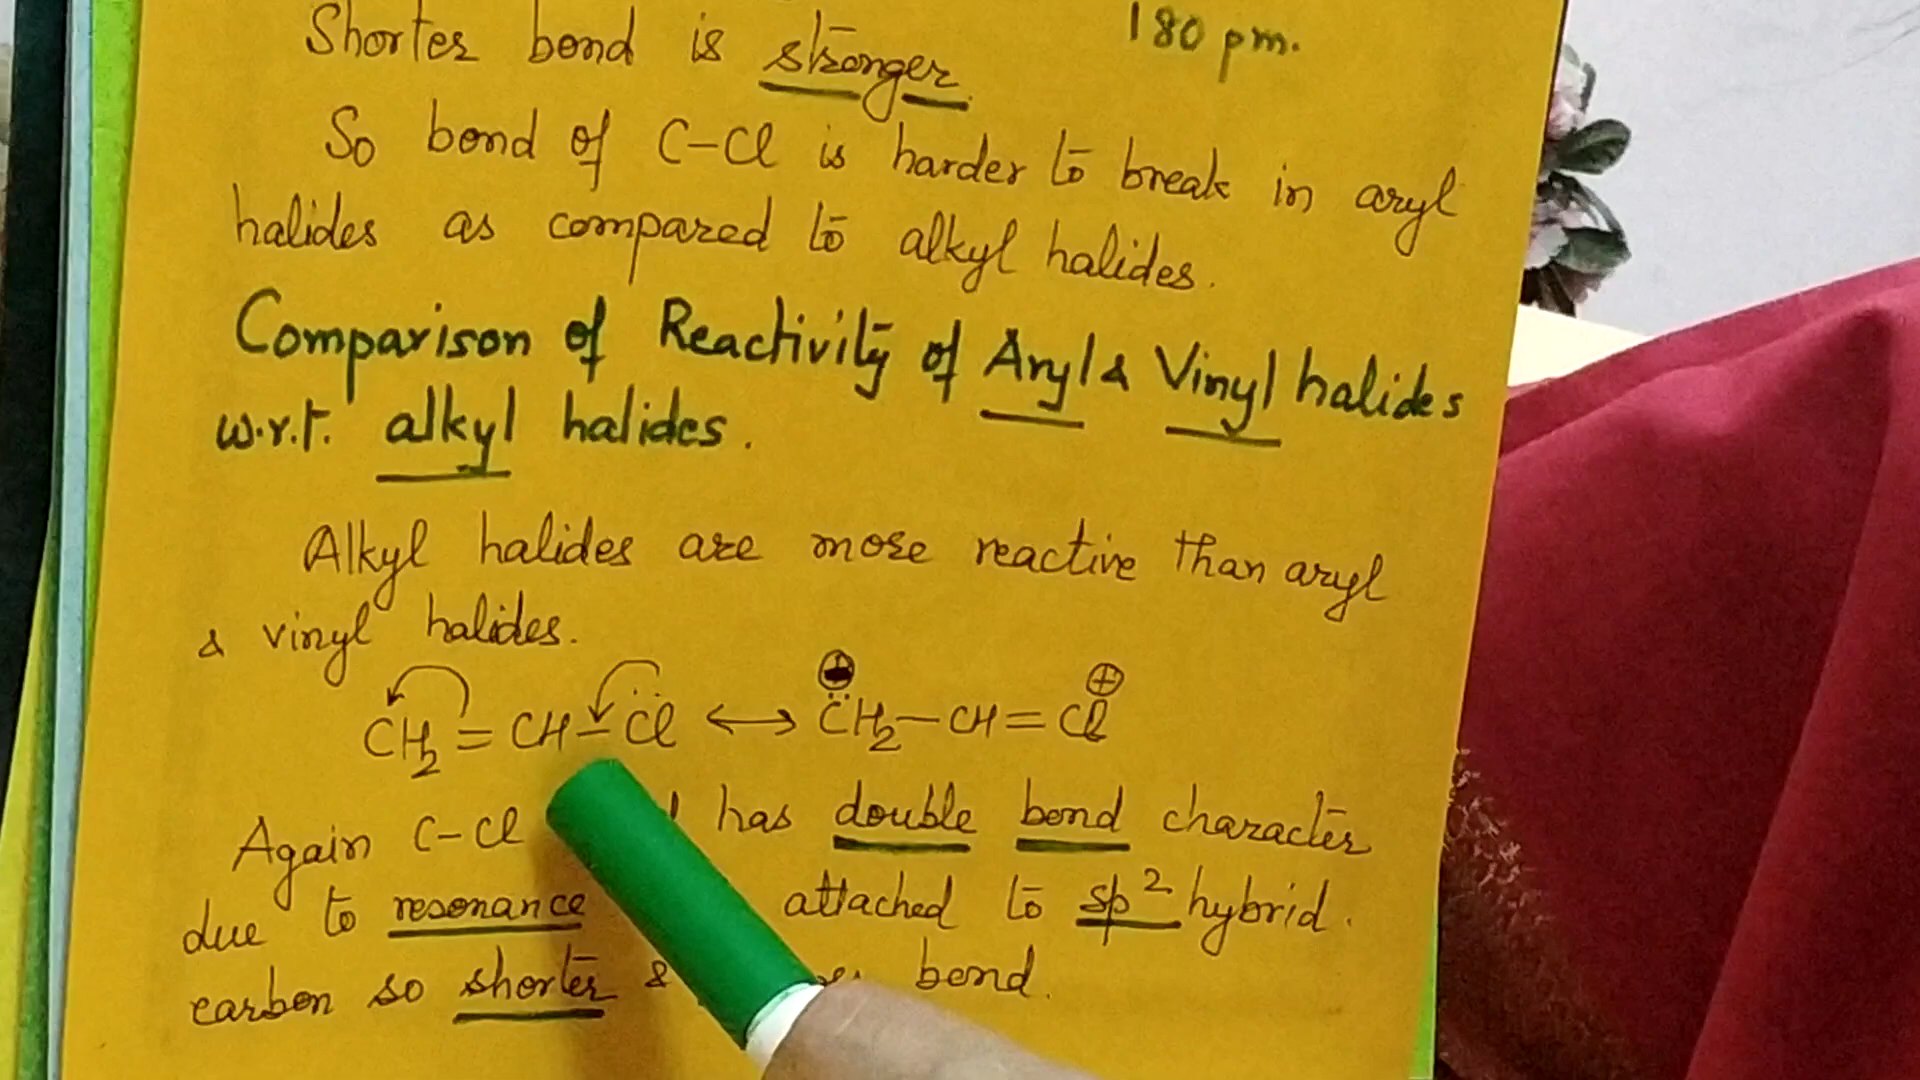 180 pm.
Shorter bond is stronger.
So bond of C-Cl is harder to break in aryl
halides as compared to alkyl halides.
Comparison of Reactivity of Aryl & Vinyl halides
w.r.t. alkyl halides.
Alkyl halides are more reactive than aryl
& vinyl halides.
CH₂=CH-C̈l ↔ C̈H₂-CH=Cl⊕
Again C-Cl has double bond character
due to resonance attached to sp² hybrid.
carbon so shorter & bond.